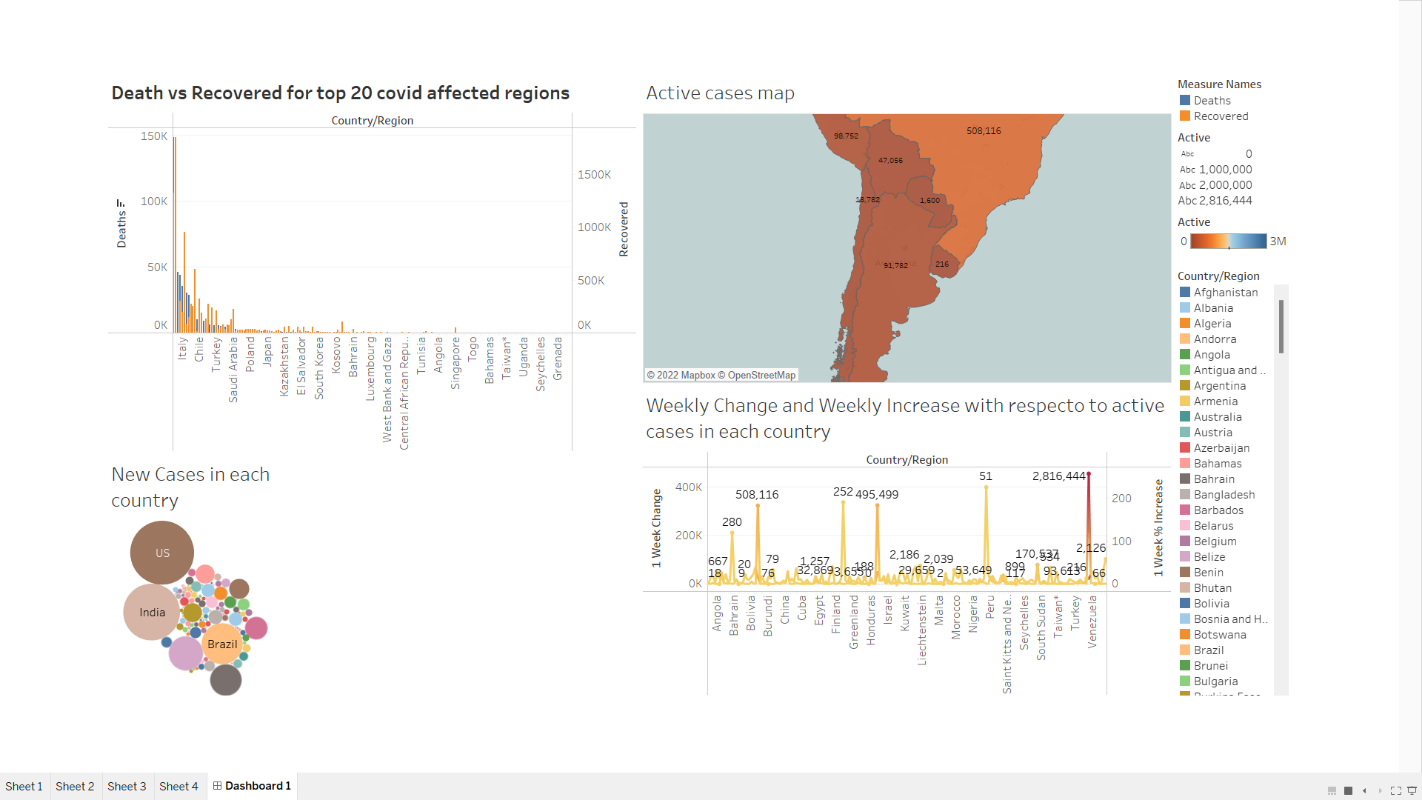 Death vs Recovered for top 20 covid affected regions
Country/Region
150K
100K
50K
0K
Deaths
1500K
1000K
500K
0K
Recovered
Italy
Chile
Turkey
Saudi Arabia
Poland
Japan
Kazakhstan
El Salvador
South Korea
Kosovo
Bahrain
Luxembourg
West Bank and Gaza
Central African Repu..
Tunisia
Angola
Singapore
Togo
Bahamas
Taiwan*
Uganda
Seychelles
Grenada
New Cases in each
country
US
India
Brazil
Active cases map
98,752
508,116
47,056
18,782
1,600
91,782
216
© 2022 Mapbox © OpenStreetMap
Weekly Change and Weekly Increase with respecto to active
cases in each country
Country/Region
1 Week Change
400K
200K
0K
1 Week % Increase
200
100
0
667
18
280
9
20
508,116
79
76
1,257
32,869
252
188
495,499
2,186
29,659
2,039
2
53,649
51
899
117
170,537
934
93,613
216
2,816,444
2,126
66
Angola
Bahrain
Bolivia
Burundi
China
Cuba
Egypt
Finland
Greenland
Honduras
Israel
Kuwait
Liechtenstein
Malta
Morocco
Nigeria
Peru
Saint Kitts and Ne..
Seychelles
South Sudan
Taiwan*
Turkey
Venezuela
Measure Names
Deaths
Recovered
Active
Abc 0
Abc 1,000,000
Abc 2,000,000
Abc 2,816,444
Active
0 3M
Country/Region
Afghanistan
Albania
Algeria
Andorra
Angola
Antigua and ..
Argentina
Armenia
Australia
Austria
Azerbaijan
Bahamas
Bahrain
Bangladesh
Barbados
Belarus
Belgium
Belize
Benin
Bhutan
Bolivia
Bosnia and H..
Botswana
Brazil
Brunei
Bulgaria
Sheet 1
Sheet 2
Sheet 3
Sheet 4
Dashboard 1